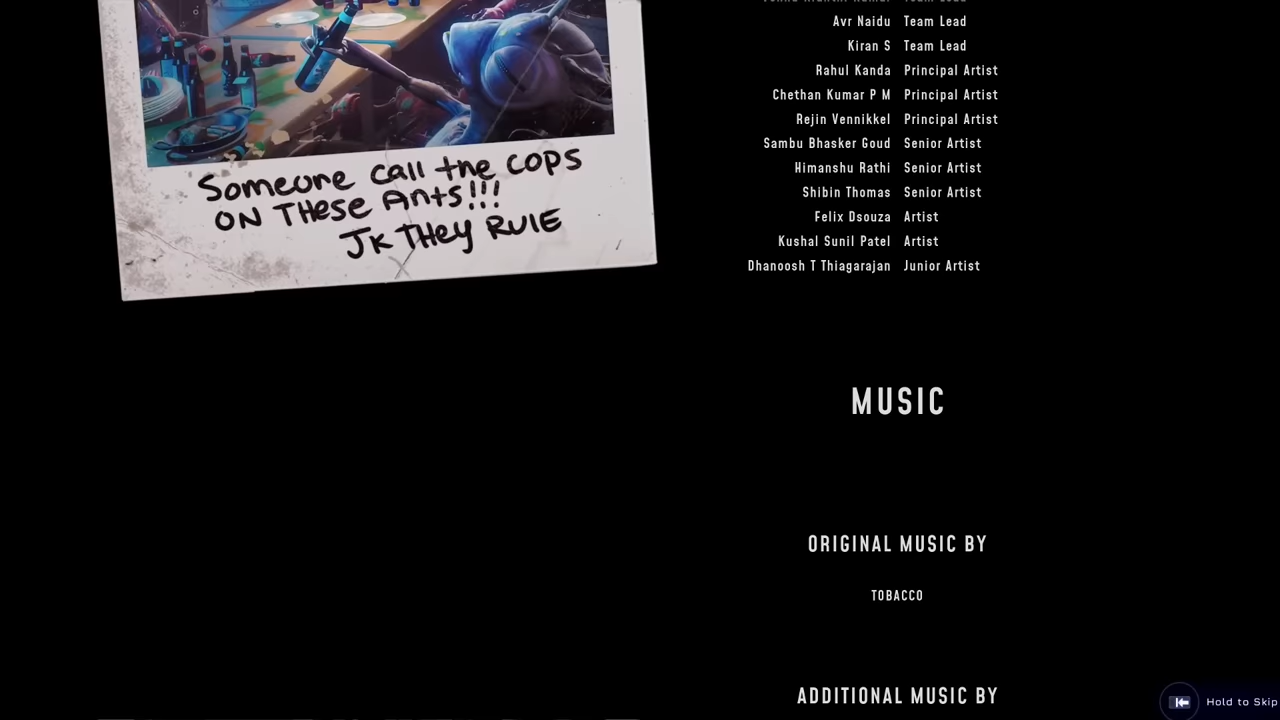 Someone call the COPS
ON THese Ants!!!
JK THey RULE
Avr Naidu Team Lead
Kiran S Team Lead
Rahul Kanda Principal Artist
Chethan Kumar P M Principal Artist
Rejin Vennikkel Principal Artist
Sambu Bhasker Goud Senior Artist
Himanshu Rathi Senior Artist
Shibin Thomas Senior Artist
Felix Dsouza Artist
Kushal Sunil Patel Artist
Dhanoosh T Thiagarajan Junior Artist
MUSIC
ORIGINAL MUSIC BY
TOBACCO
ADDITIONAL MUSIC BY
Hold to Skip